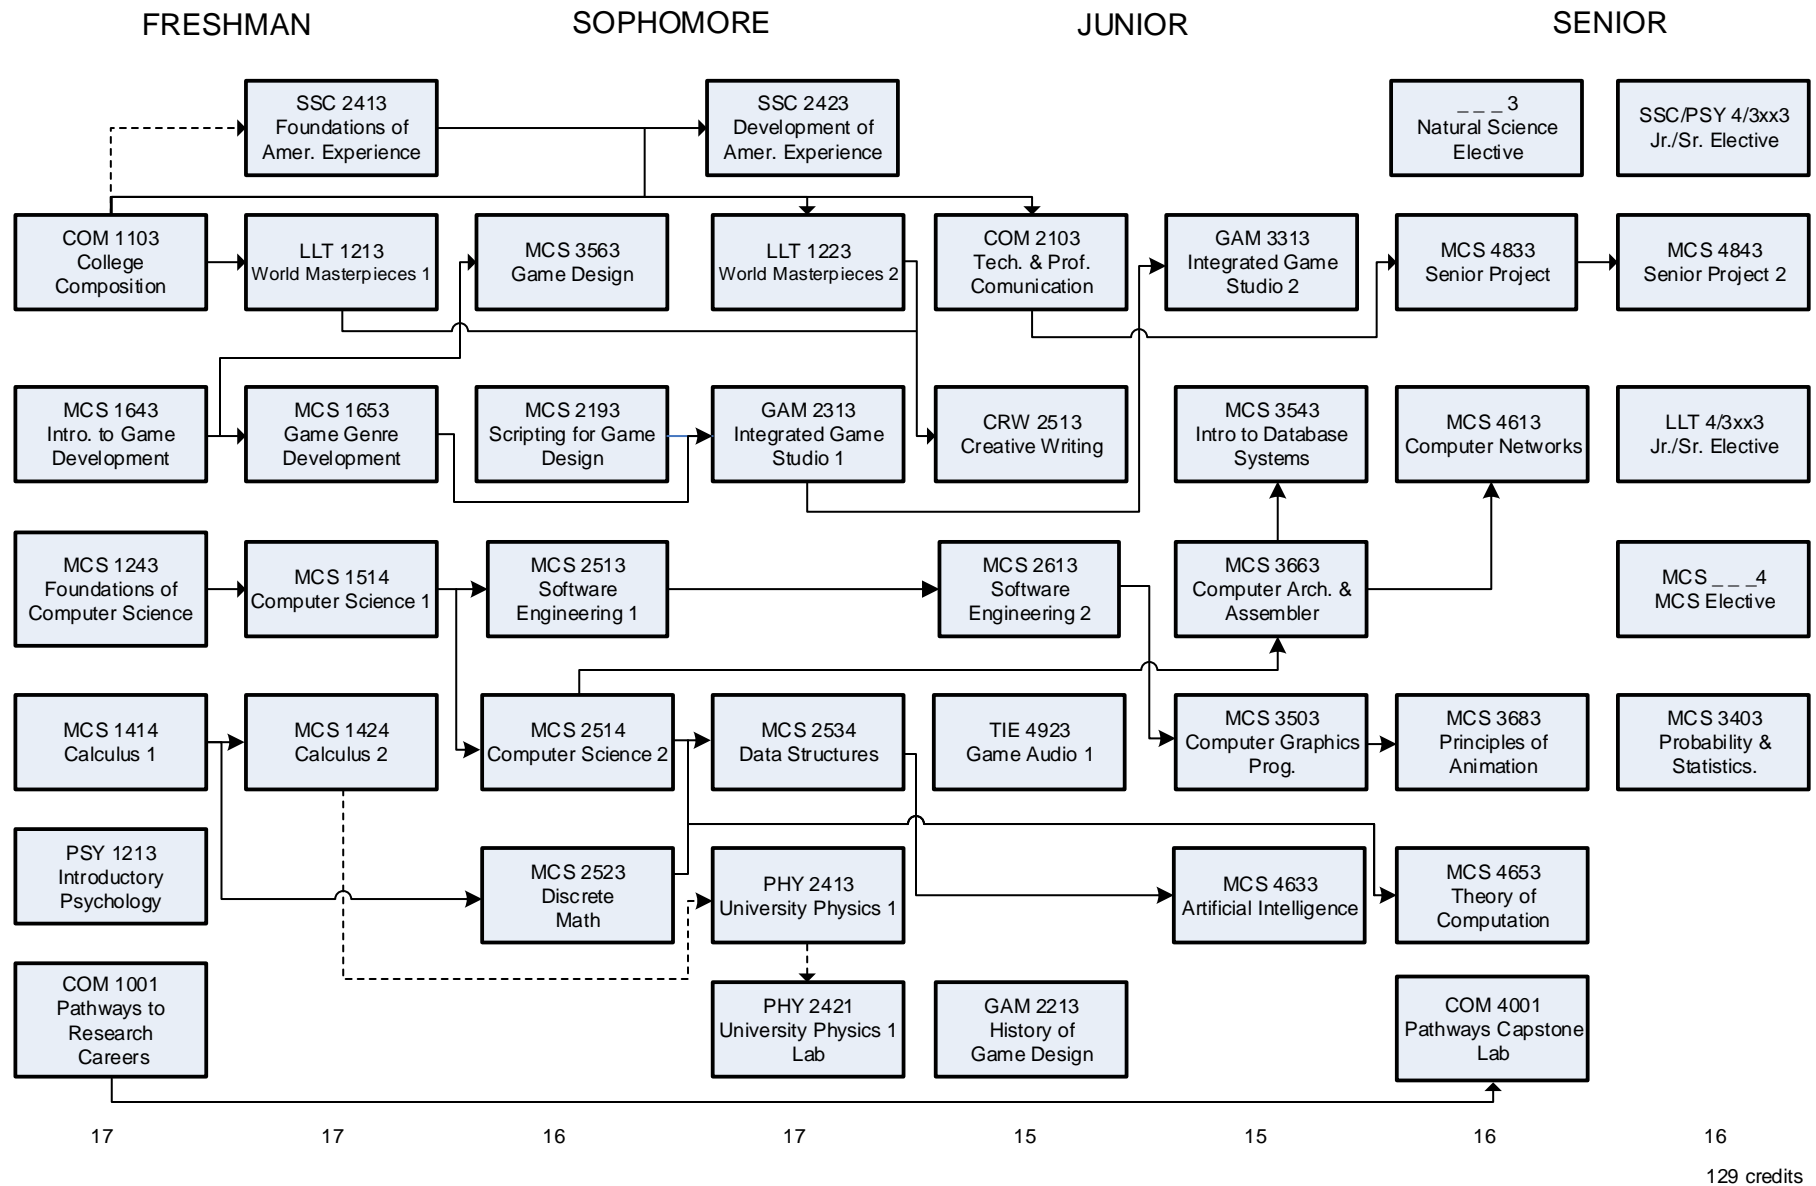 FRESHMAN
SOPHOMORE
JUNIOR
SENIOR
SSC 2413
Foundations of
Amer. Experience
SSC 2423
Development of
Amer. Experience
_ _ _ 3
Natural Science
Elective
SSC/PSY 4/3xx3
Jr./Sr. Elective
COM 1103
College
Composition
LLT 1213
World Masterpieces 1
MCS 3563
Game Design
LLT 1223
World Masterpieces 2
COM 2103
Tech. & Prof.
Comunication
GAM 3313
Integrated Game
Studio 2
MCS 4833
Senior Project
MCS 4843
Senior Project 2
MCS 1643
Intro. to Game
Development
MCS 1653
Game Genre
Development
MCS 2193
Scripting for Game
Design
GAM 2313
Integrated Game
Studio 1
CRW 2513
Creative Writing
MCS 3543
Intro to Database
Systems
MCS 4613
Computer Networks
LLT 4/3xx3
Jr./Sr. Elective
MCS 1243
Foundations of
Computer Science
MCS 1514
Computer Science 1
MCS 2513
Software
Engineering 1
MCS 2613
Software
Engineering 2
MCS 3663
Computer Arch. &
Assembler
MCS _ _ _4
MCS Elective
MCS 1414
Calculus 1
MCS 1424
Calculus 2
MCS 2514
Computer Science 2
MCS 2534
Data Structures
TIE 4923
Game Audio 1
MCS 3503
Computer Graphics
Prog.
MCS 3683
Principles of
Animation
MCS 3403
Probability &
Statistics.
PSY 1213
Introductory
Psychology
MCS 2523
Discrete
Math
PHY 2413
University Physics 1
MCS 4633
Artificial Intelligence
MCS 4653
Theory of
Computation
COM 1001
Pathways to
Research
Careers
PHY 2421
University Physics 1
Lab
GAM 2213
History of
Game Design
COM 4001
Pathways Capstone
Lab
17
17
16
17
15
15
16
16
129 credits